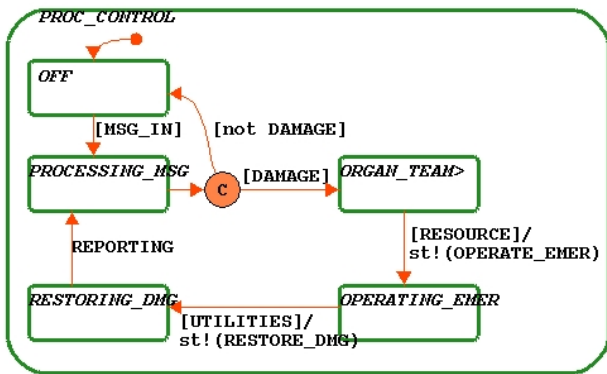 PROC_CONTROL
OFF
[MSG_IN]
[not DAMAGE]
PROCESSING_MSG
C
[DAMAGE]
ORGAN_TEAM>
REPORTING
[RESOURCE]/
st!(OPERATE_EMER)
RESTORING_DMG
[UTILITIES]/
st!(RESTORE_DMG)
OPERATING_EMER